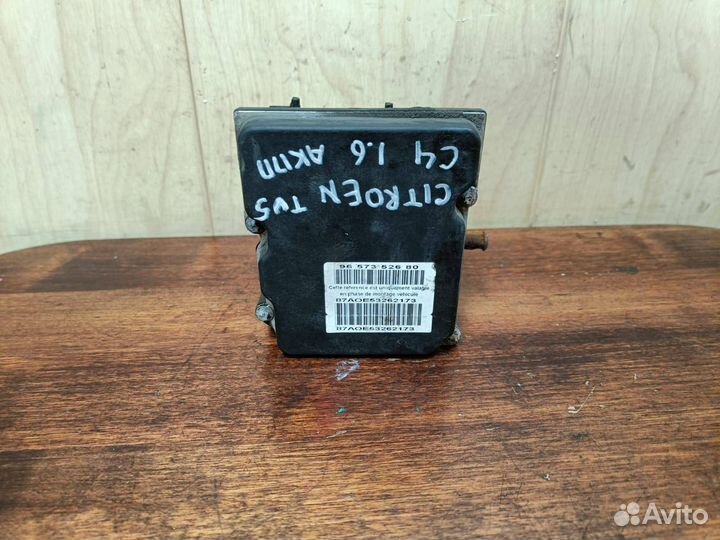 CITROEN TU5
C4 1.6 АКПП
96 573 526 80
Cette reference est uniquement valable
en phase de montage vehicule
87AOE53262173
87AOE53262173
Avito